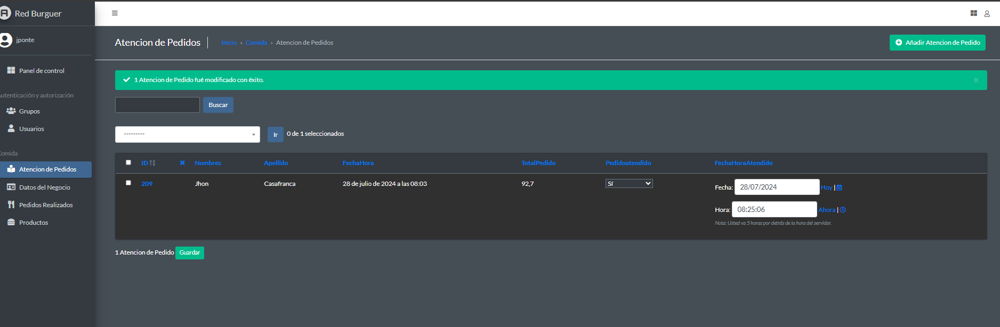 Red Burguer
jponte
Panel de control
Autenticación y autorización
Grupos
Usuarios
Comida
Atencion de Pedidos
Datos del Negocio
Pedidos Realizados
Productos
Atencion de Pedidos
Inicio › Comida › Atencion de Pedidos
Añadir Atencion de Pedido
1 Atencion de Pedido fué modificado con éxito.
×
Buscar
---------
Ir
0 de 1 seleccionados
ID Nombres Apellido FechaHora TotalPedido Pedidoatendido FechaHoraAtendido
209 Jhon Casafranca 28 de julio de 2024 a las 08:03 92,7 Sí
Fecha: 28/07/2024 Hoy |
Hora: 08:25:06 Ahora |
Nota: Usted va 5 horas por detrás de la hora del servidor.
1 Atencion de Pedido Guardar